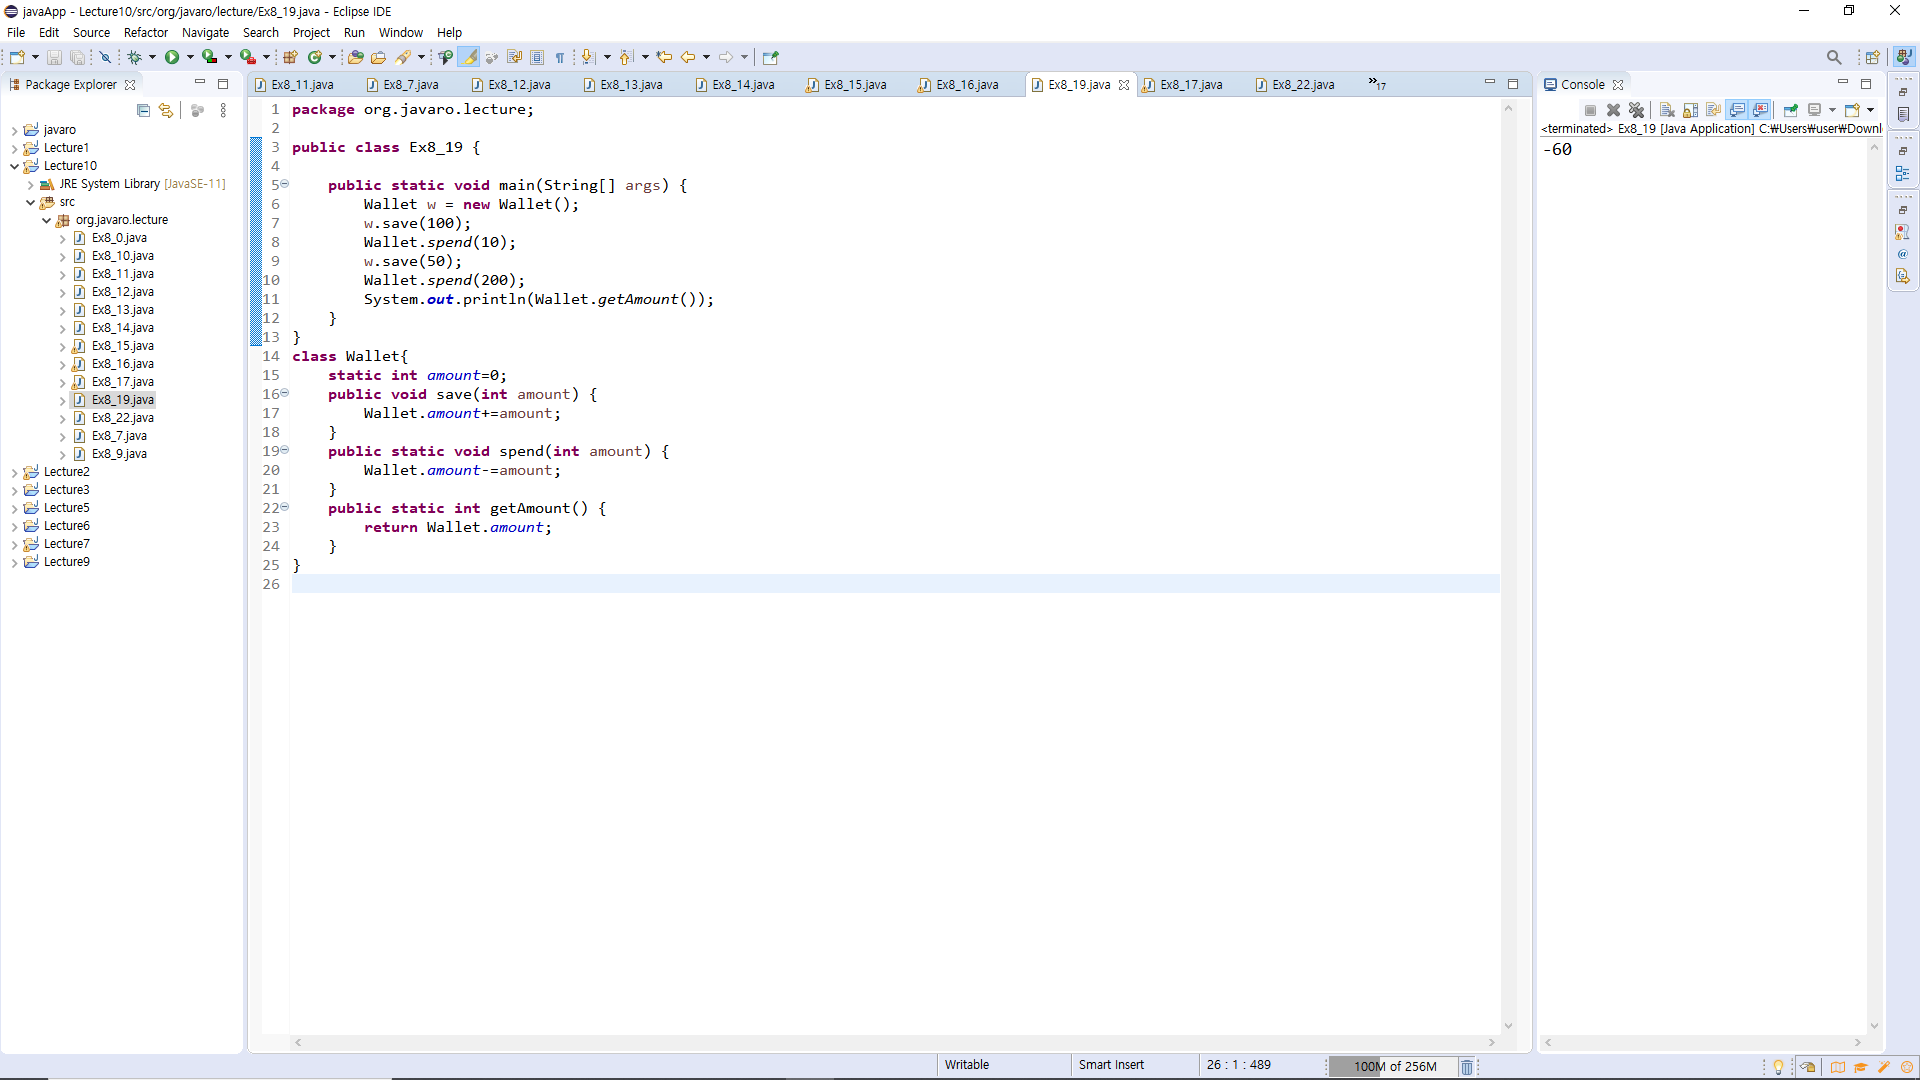 javaApp - Lecture10/src/org/javaro/lecture/Ex8_19.java - Eclipse IDE
File Edit Source Refactor Navigate Search Project Run Window Help
Package Explorer
javaro
Lecture1
Lecture10
JRE System Library [JavaSE-11]
src
org.javaro.lecture
Ex8_0.java
Ex8_10.java
Ex8_11.java
Ex8_12.java
Ex8_13.java
Ex8_14.java
Ex8_15.java
Ex8_16.java
Ex8_17.java
Ex8_19.java
Ex8_22.java
Ex8_7.java
Ex8_9.java
Lecture2
Lecture3
Lecture5
Lecture6
Lecture7
Lecture9
Ex8_11.java Ex8_7.java Ex8_12.java Ex8_13.java Ex8_14.java Ex8_15.java Ex8_16.java Ex8_19.java Ex8_17.java Ex8_22.java »17
1 package org.javaro.lecture;
2
3 public class Ex8_19 {
4
5 public static void main(String[] args) {
6 Wallet w = new Wallet();
7 w.save(100);
8 Wallet.spend(10);
9 w.save(50);
10 Wallet.spend(200);
11 System.out.println(Wallet.getAmount());
12 }
13 }
14 class Wallet{
15 static int amount=0;
16 public void save(int amount) {
17 Wallet.amount+=amount;
18 }
19 public static void spend(int amount) {
20 Wallet.amount-=amount;
21 }
22 public static int getAmount() {
23 return Wallet.amount;
24 }
25 }
26
Console
<terminated> Ex8_19 [Java Application] C:₩Users₩user₩Downl
-60
Writable Smart Insert 26 : 1 : 489 100M of 256M